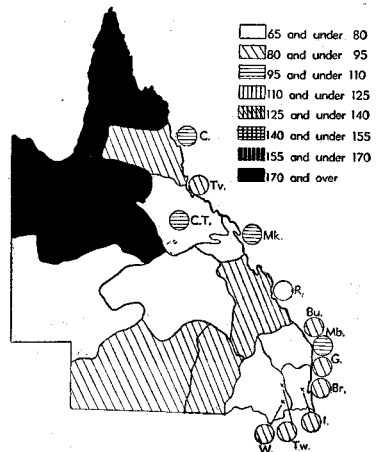 65 and under 80
80 and under 95
95 and under 110
110 and under 125
125 and under 140
140 and under 155
155 and under 170
170 and over
C.
Tv.
C.T.
Mk.
R.
Bu.
Mb.
G.
Br.
I.
W.
Tw.